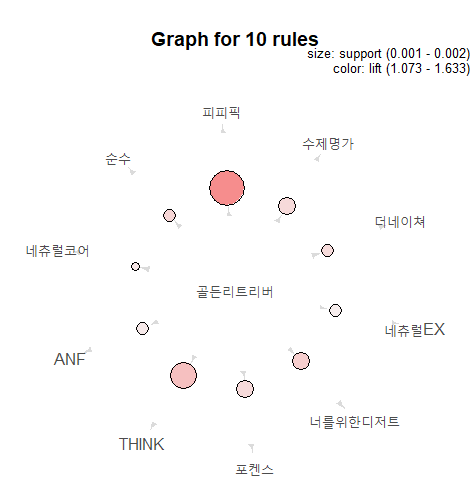 Graph for 10 rules
size: support (0.001 - 0.002)
color: lift (1.073 - 1.633)
피피픽
수제명가
순수
더네이쳐
네츄럴코어
골든리트리버
네츄럴EX
ANF
너를위한디저트
THINK
포켄스